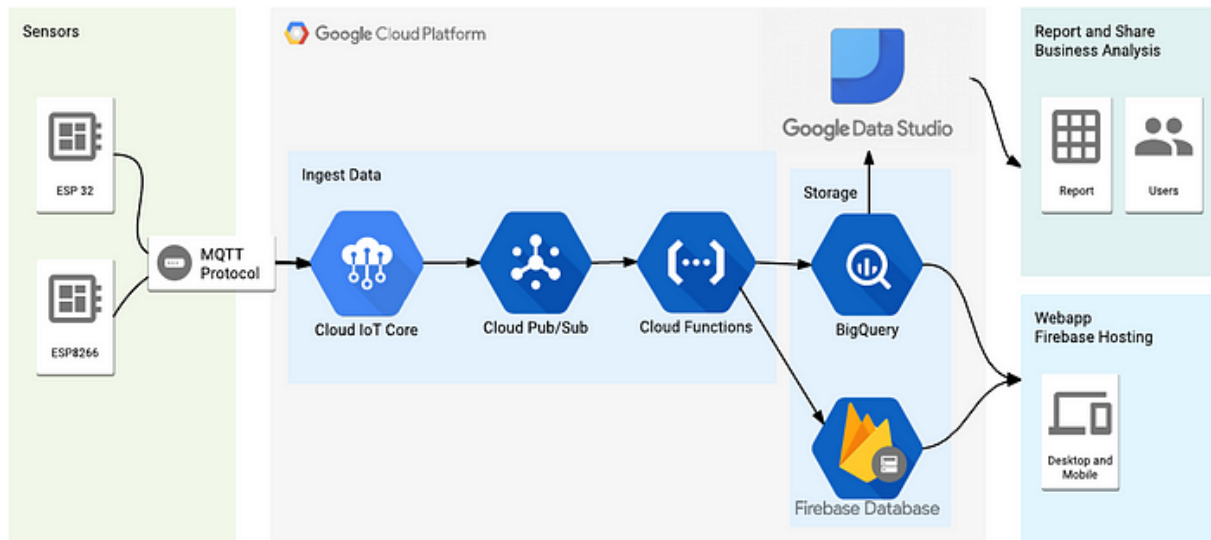 Sensors
ESP 32
ESP8266
MQTT
Protocol
Google Cloud Platform
Ingest Data
Cloud IoT Core
Cloud Pub/Sub
Cloud Functions
Google Data Studio
Storage
BigQuery
Firebase Database
Report and Share
Business Analysis
Report
Users
Webapp
Firebase Hosting
Desktop and
Mobile